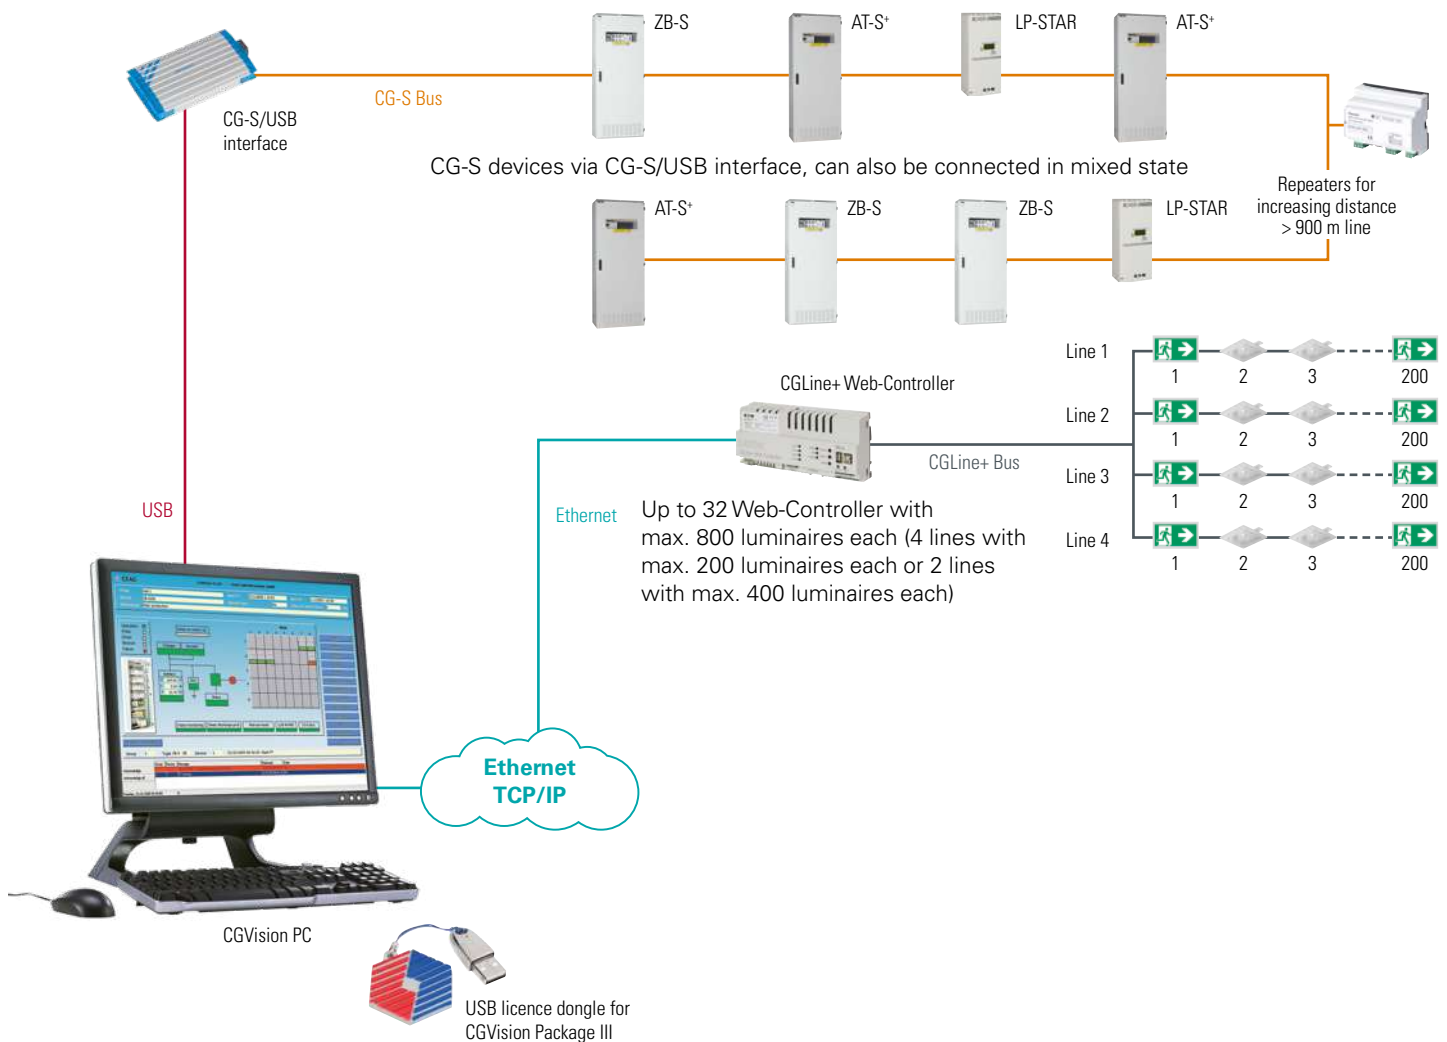 ZB-S
AT-S+
LP-STAR
AT-S+
CG-S Bus
CG-S/USB
interface
CG-S devices via CG-S/USB interface, can also be connected in mixed state
Repeaters for
increasing distance
> 900 m line
AT-S+
ZB-S
ZB-S
LP-STAR
Line 1
1
2
3
200
CGLine+ Web-Controller
Line 2
1
2
3
200
CGLine+ Bus
Line 3
1
2
3
200
USB
Ethernet
Up to 32 Web-Controller with
max. 800 luminaires each (4 lines with
max. 200 luminaires each or 2 lines
with max. 400 luminaires each)
Line 4
1
2
3
200
Ethernet
TCP/IP
CGVision PC
USB licence dongle for
CGVision Package III